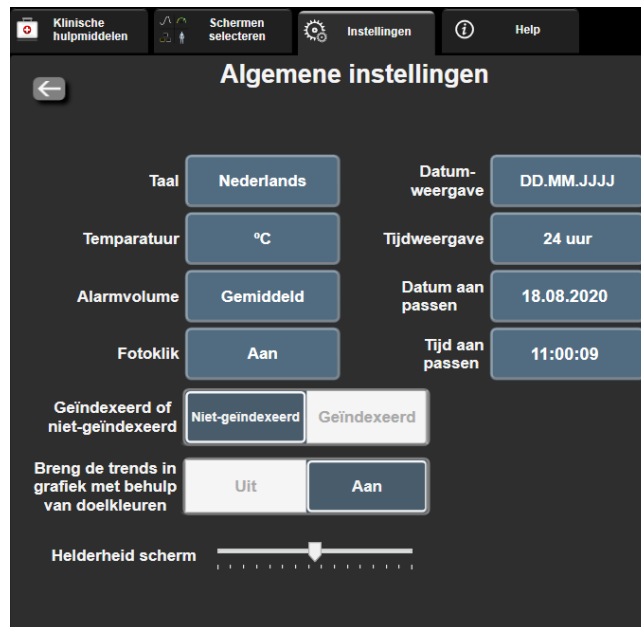 Klinische
hulpmiddelen
Schermen
selecteren
Instellingen
Help
Algemene instellingen
Taal
Nederlands
Datum-
weergave
DD.MM.JJJJ
Temparatuur
ºC
Tijdweergave
24 uur
Alarmvolume
Gemiddeld
Datum aan
passen
18.08.2020
Fotoklik
Aan
Tijd aan
passen
11:00:09
Geïndexeerd of
niet-geïndexeerd
Niet-geïndexeerd
Geïndexeerd
Breng de trends in
grafiek met behulp
van doelkleuren
Uit
Aan
Helderheid scherm